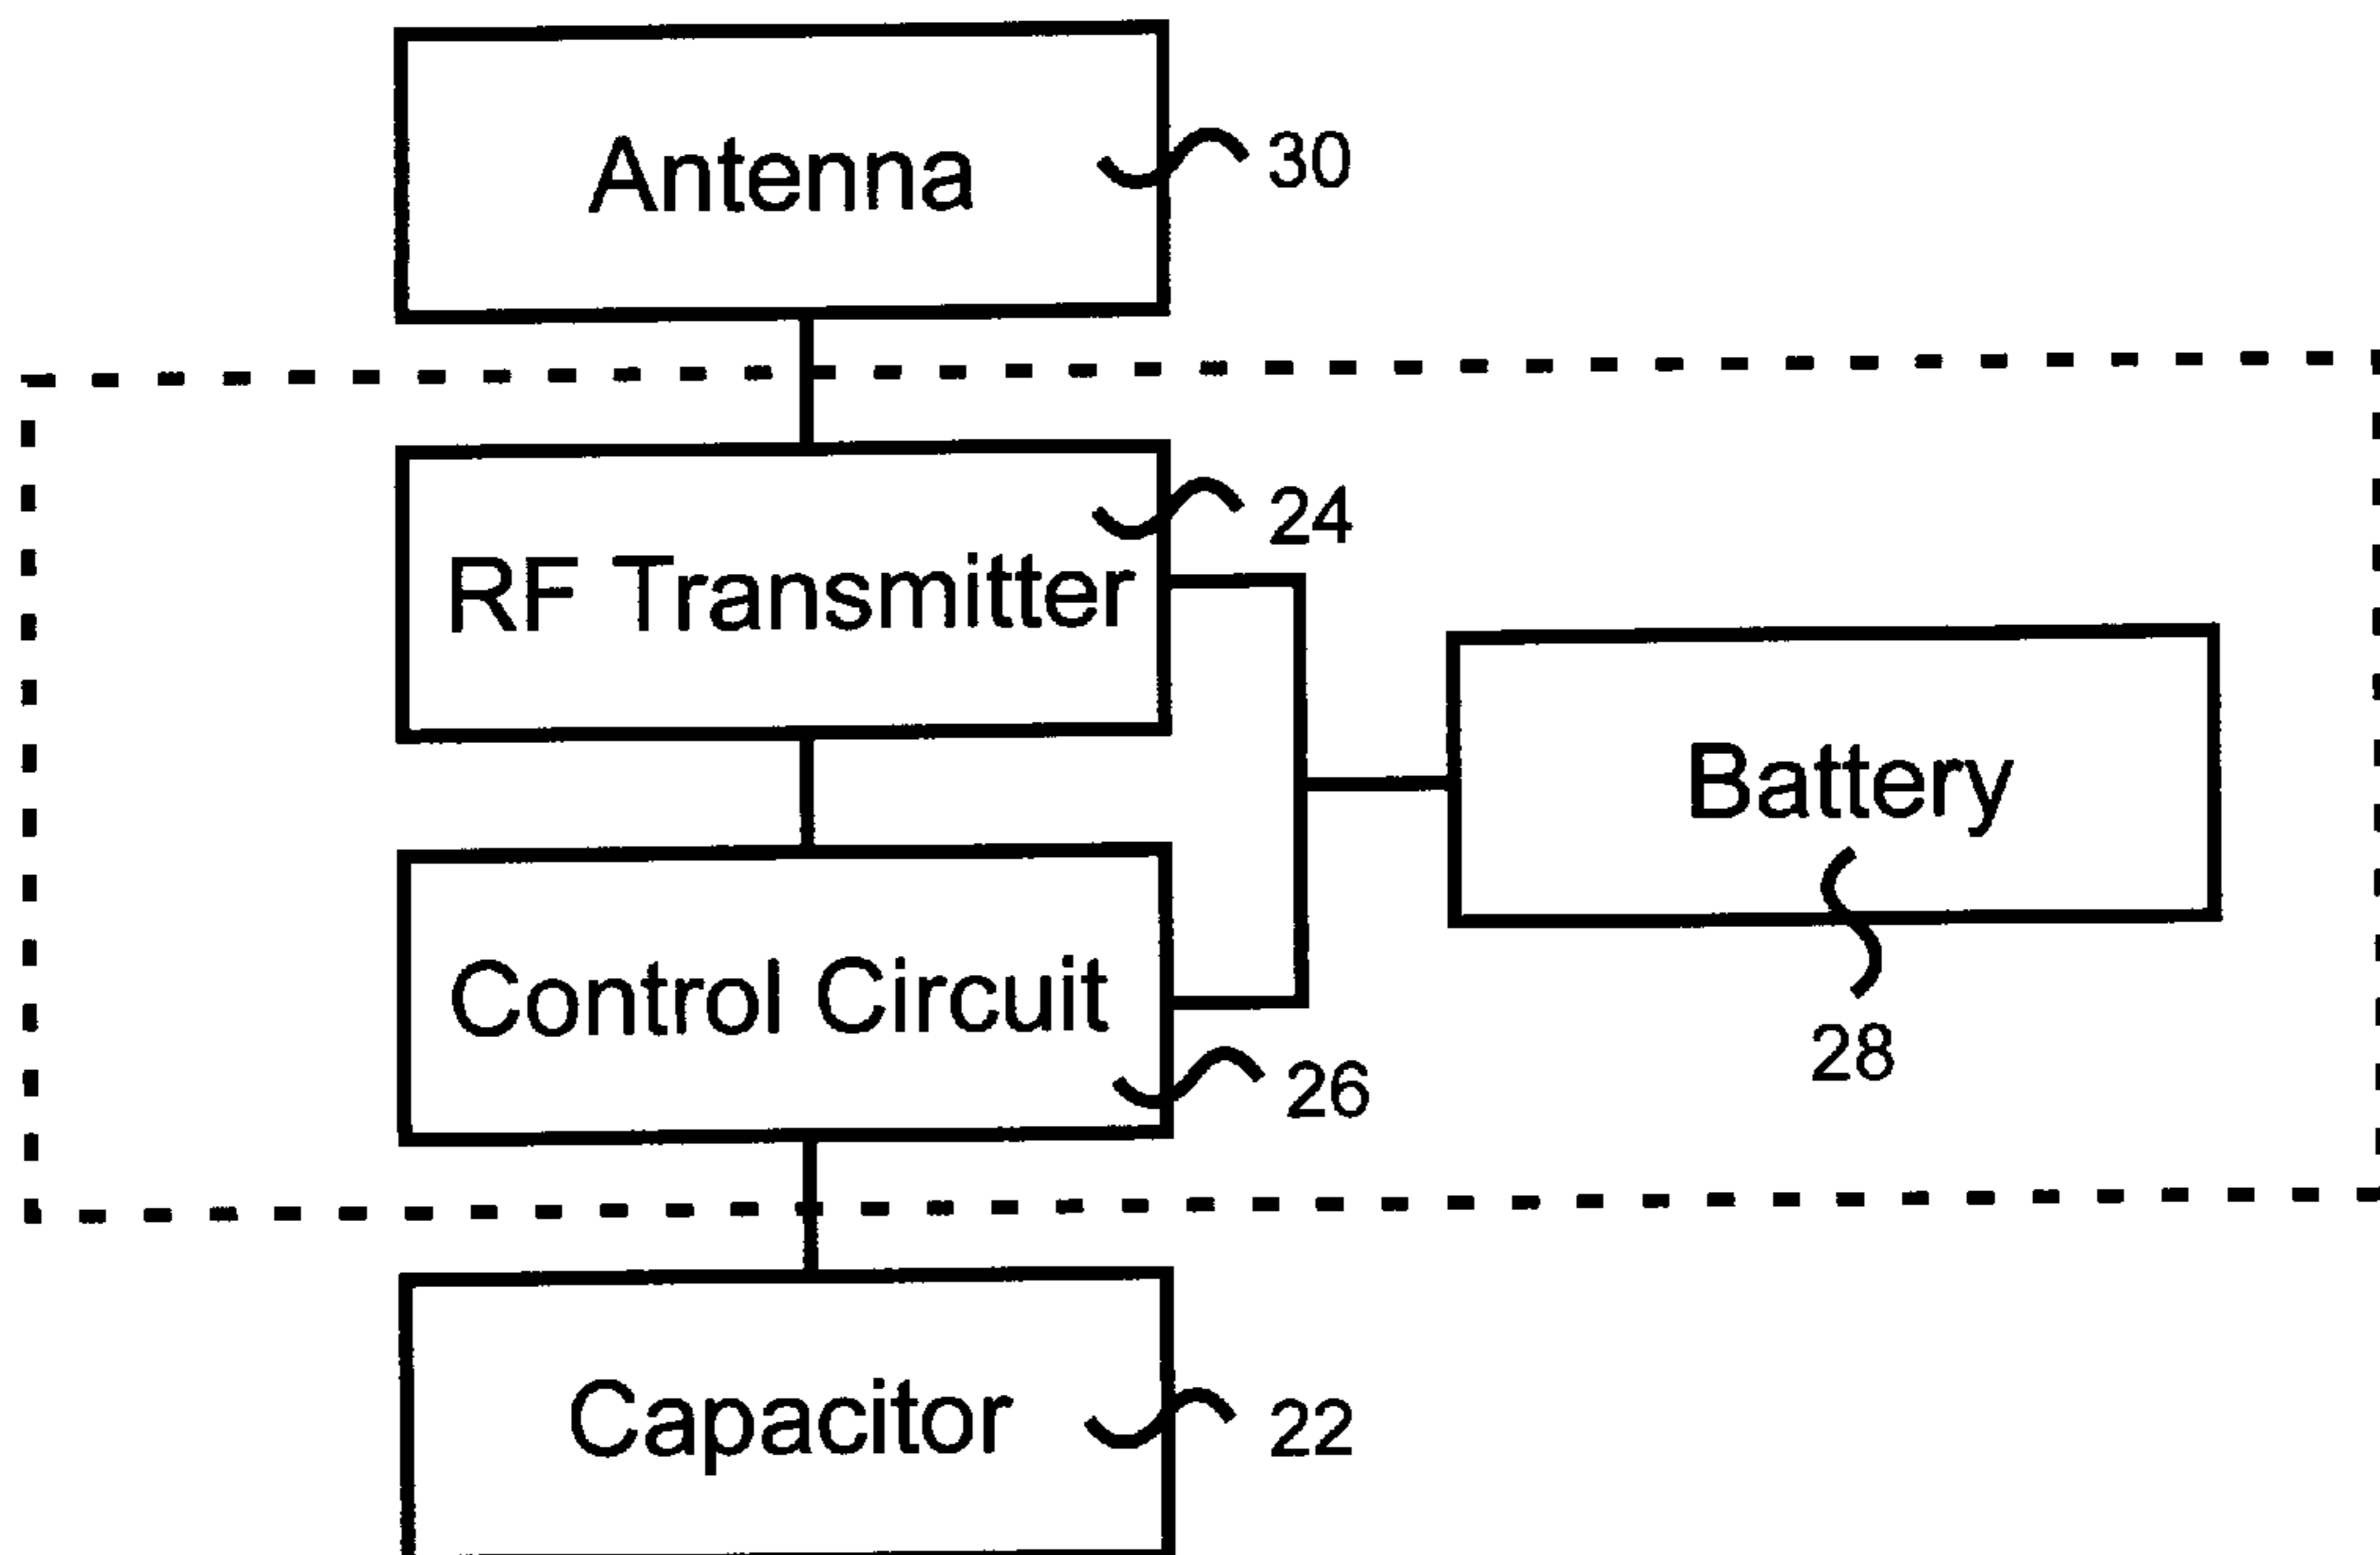 Antenna
30
24
RF Transmitter
Battery
Control Circuit
28
26
Capacitor
22